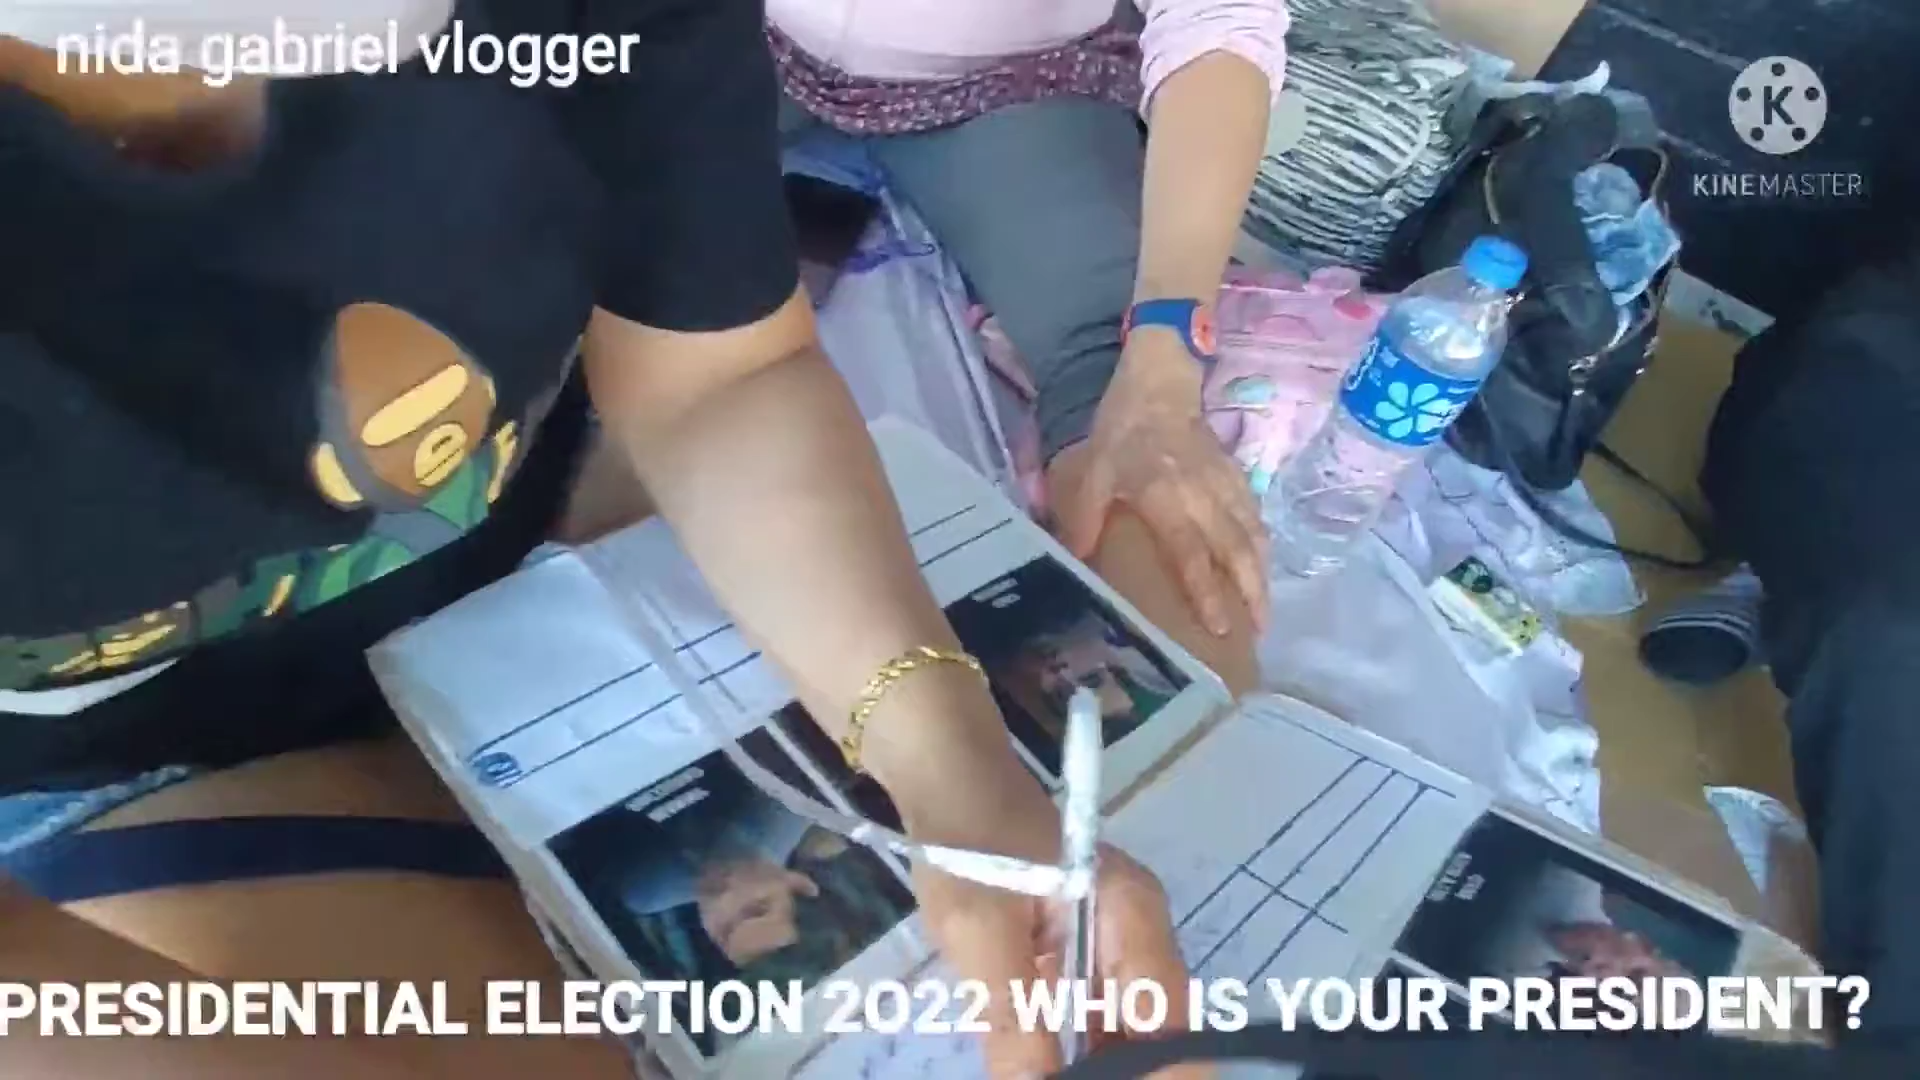 nida gabriel vlogger
K
KINEMASTER
PRESIDENTIAL ELECTION 2022 WHO IS YOUR PRESIDENT?